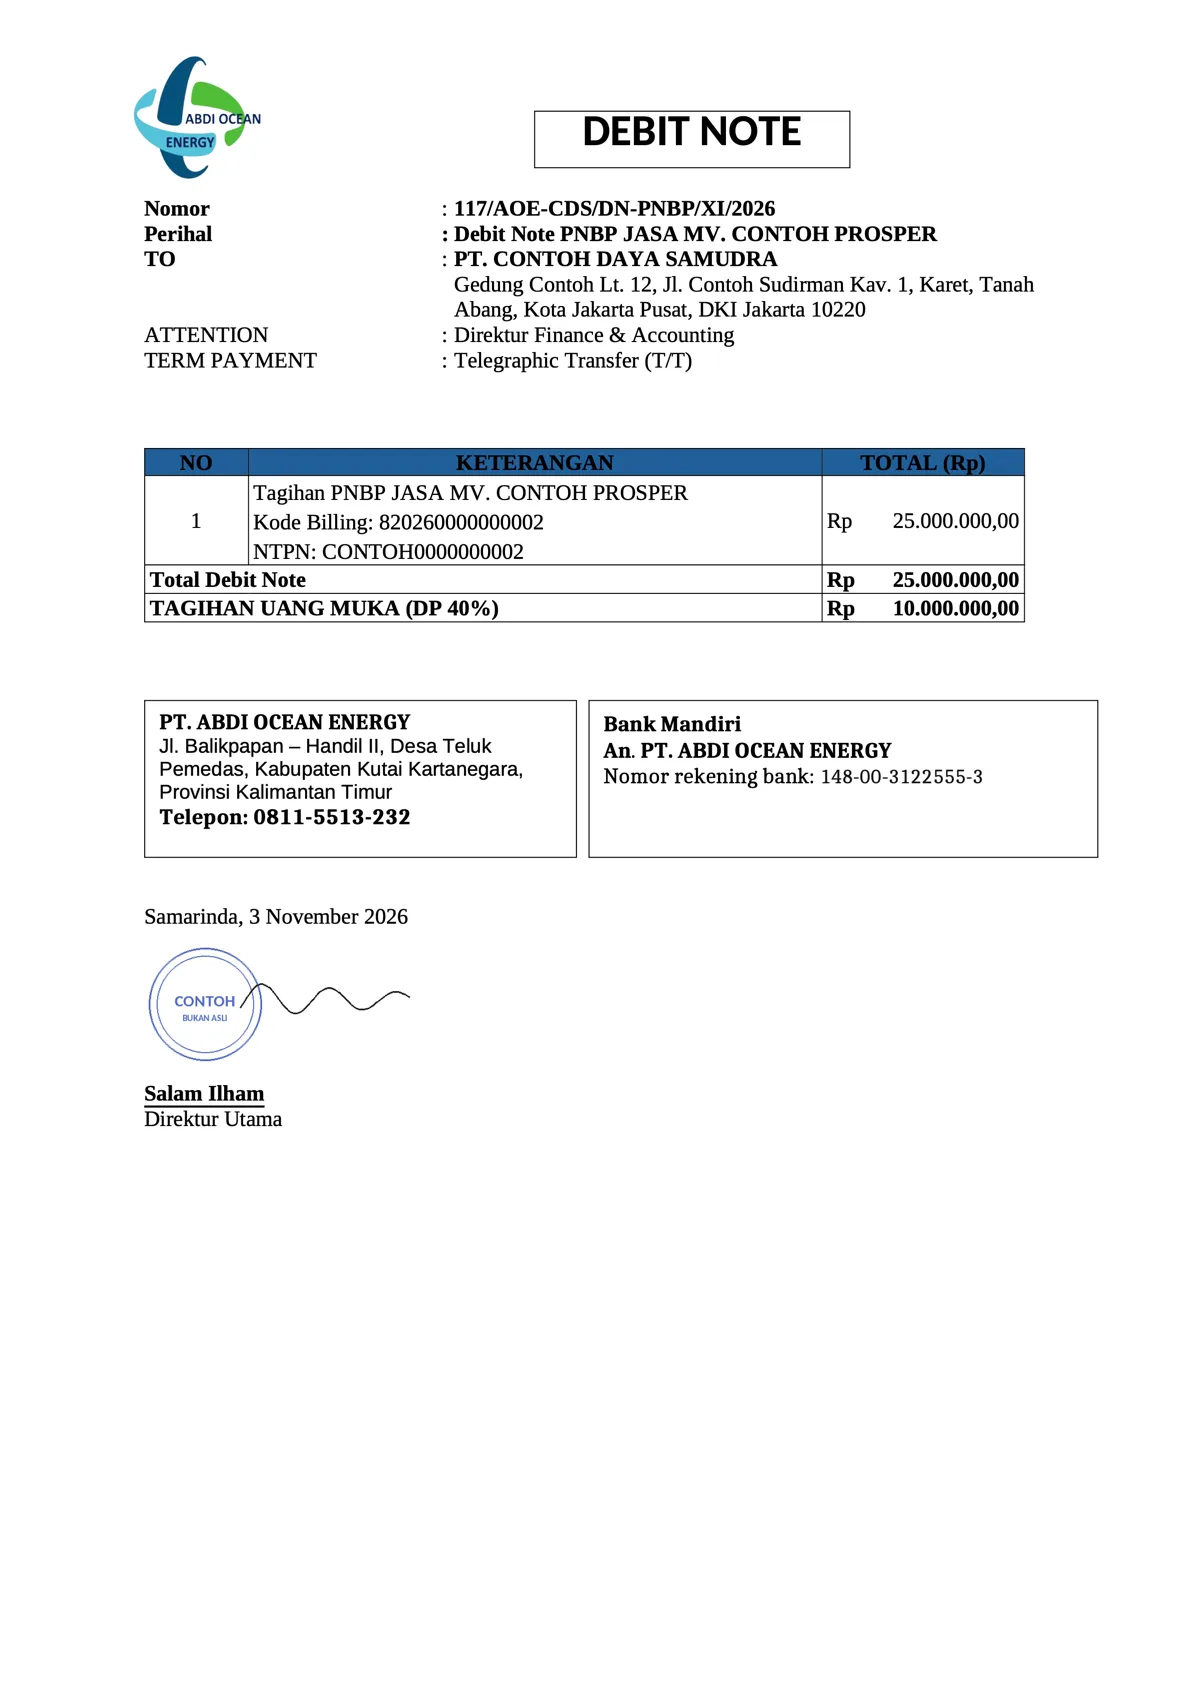 ABDI OCEAN
ENERGY
DEBIT NOTE
Nomor : 117/AOE-CDS/DN-PNBP/XI/2026
Perihal : Debit Note PNBP JASA MV. CONTOH PROSPER
TO : PT. CONTOH DAYA SAMUDRA
Gedung Contoh Lt. 12, Jl. Contoh Sudirman Kav. 1, Karet, Tanah
Abang, Kota Jakarta Pusat, DKI Jakarta 10220
ATTENTION : Direktur Finance & Accounting
TERM PAYMENT : Telegraphic Transfer (T/T)
NO KETERANGAN TOTAL (Rp)
Tagihan PNBP JASA MV. CONTOH PROSPER
1 Kode Billing: 820260000000002 Rp 25.000.000,00
NTPN: CONTOH0000000002
Total Debit Note Rp 25.000.000,00
TAGIHAN UANG MUKA (DP 40%) Rp 10.000.000,00
PT. ABDI OCEAN ENERGY
Jl. Balikpapan – Handil II, Desa Teluk
Pemedas, Kabupaten Kutai Kartanegara,
Provinsi Kalimantan Timur
Telepon: 0811-5513-232
Bank Mandiri
An. PT. ABDI OCEAN ENERGY
Nomor rekening bank: 148-00-3122555-3
Samarinda, 3 November 2026
CONTOH
BUKAN ASLI
Salam Ilham
Direktur Utama